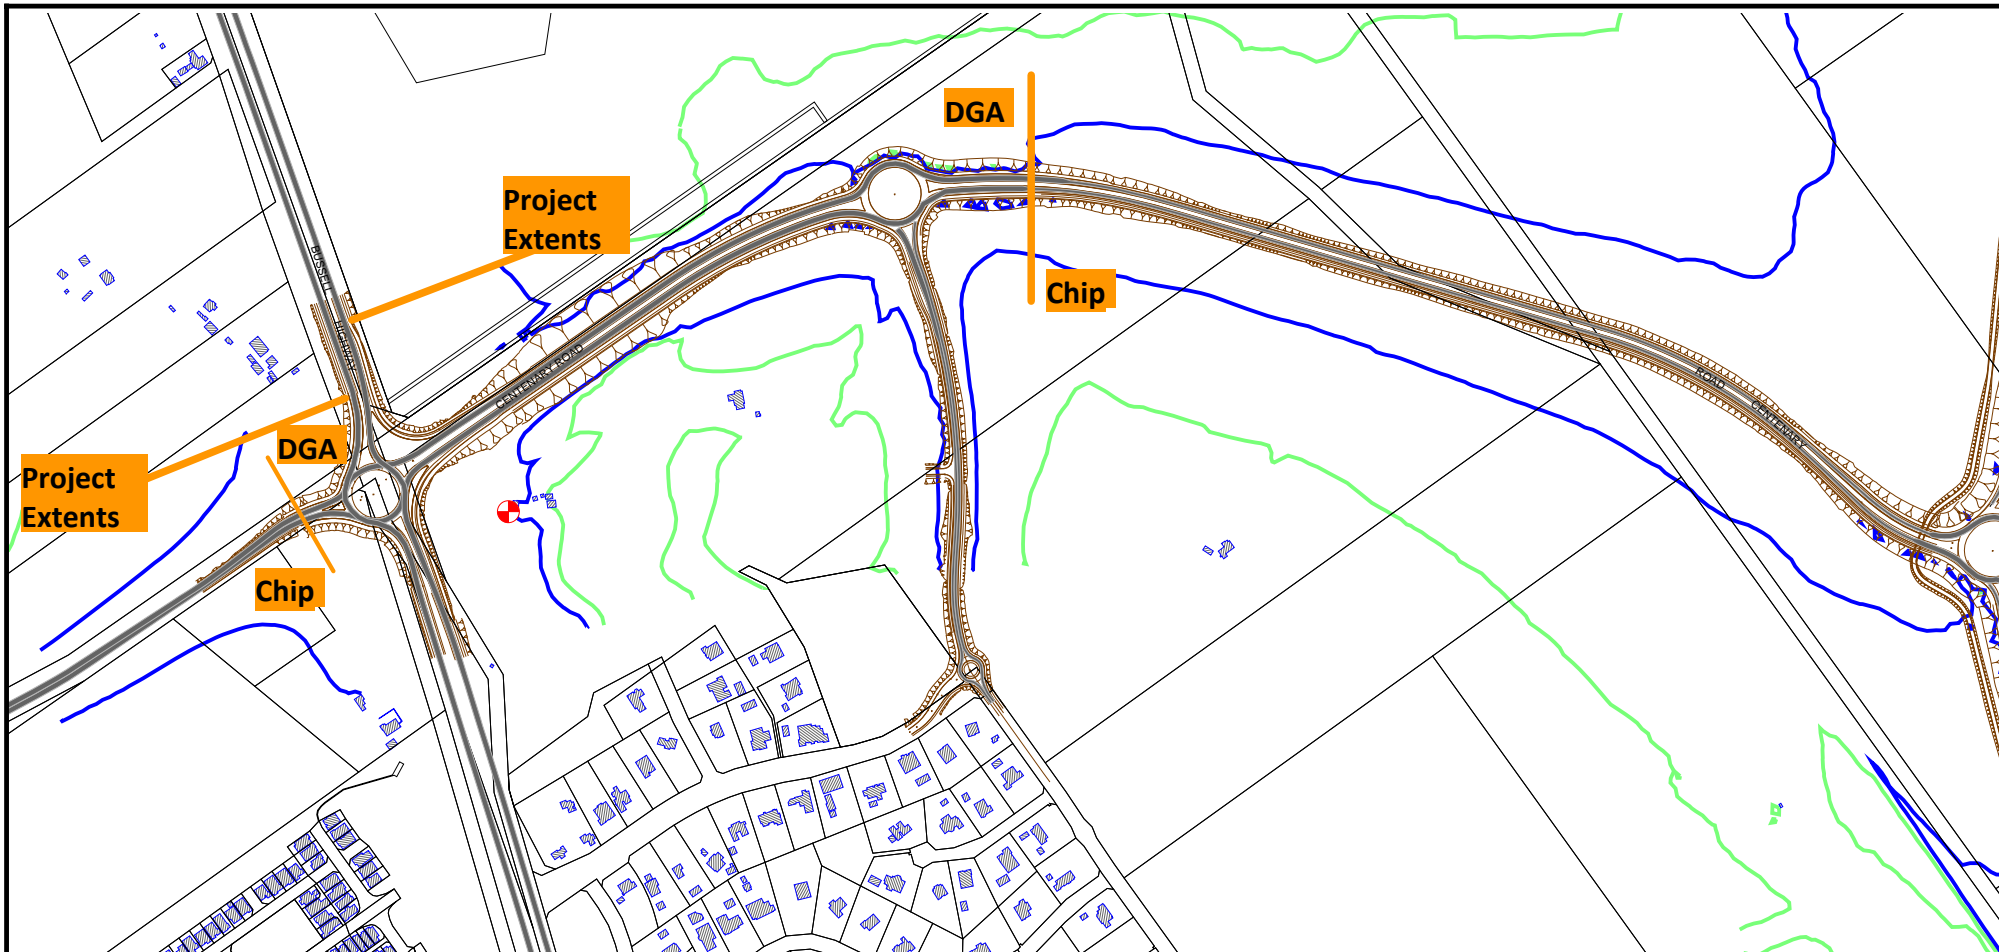 DGA
Project
Extents
BUSSELL
HIGHWAY
Chip
CENTENARY ROAD
ROAD
CENTENARY
DGA
Project
Extents
Chip